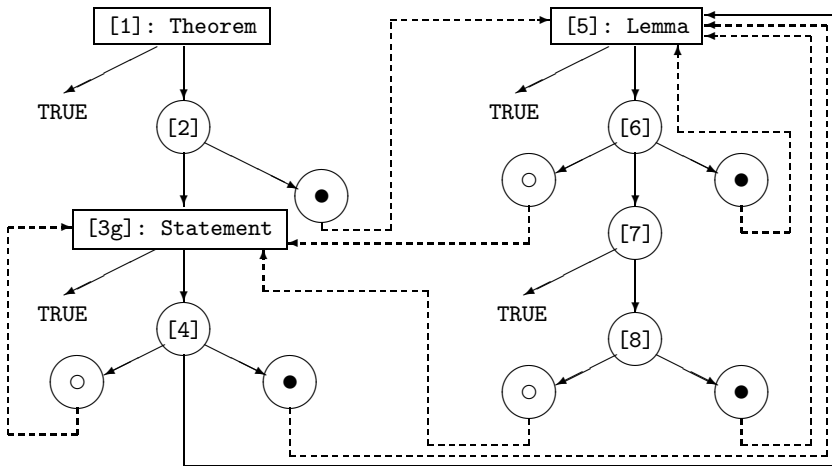 [1]: Theorem
[5]: Lemma
TRUE
TRUE
[2]
[6]
[3g]: Statement
[7]
TRUE
TRUE
[4]
[8]